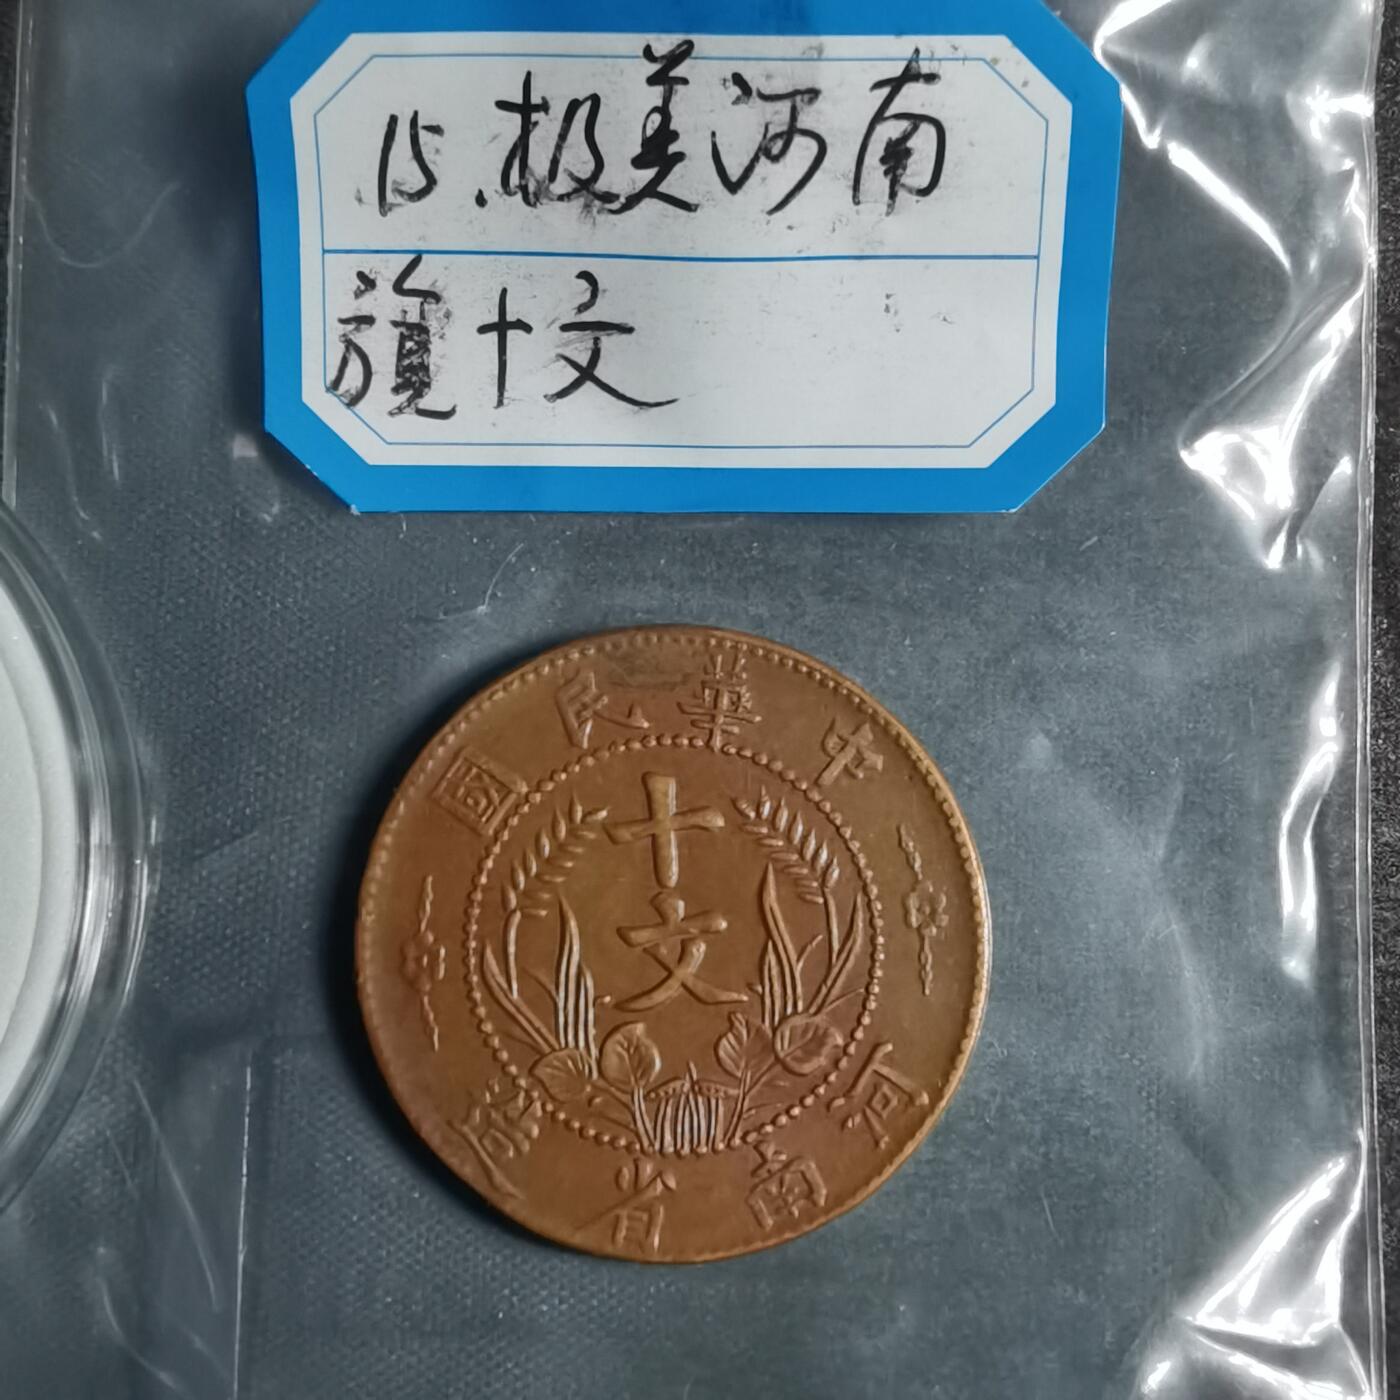 15.极美河南
旗十文
中華民國
十文
河南省造